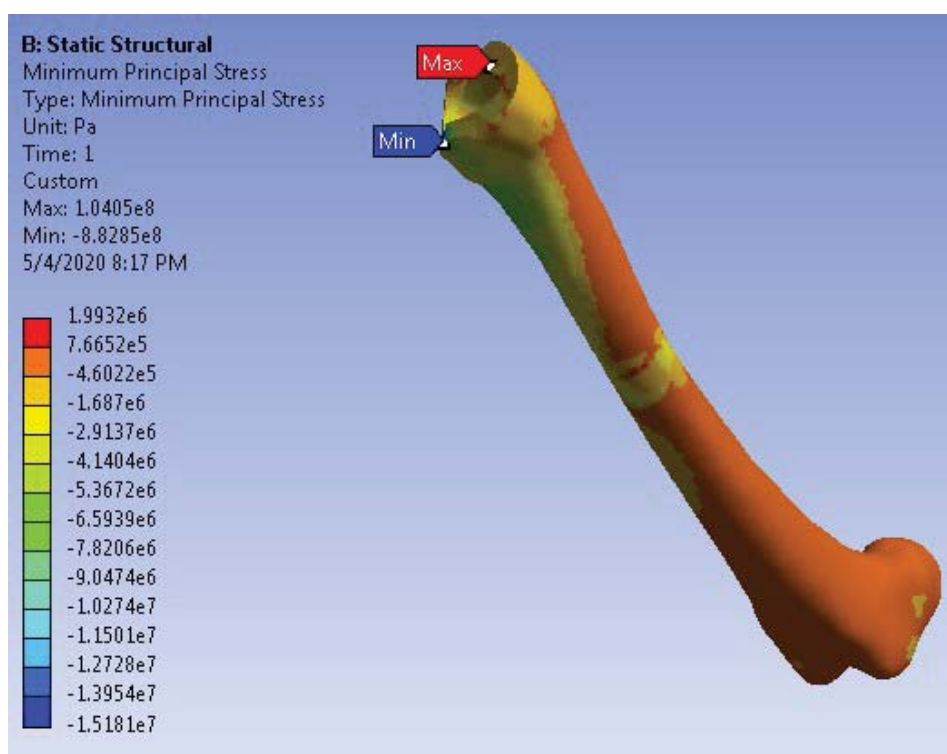 B: Static Structural
Minimum Principal Stress
Type: Minimum Principal Stress
Unit: Pa
Time: 1
Custom
Max: 1.0405e8
Min: -8.8285e8
5/4/2020 8:17 PM
Max
Min
1.9932e6
7.6652e5
-4.6022e5
-1.687e6
-2.9137e6
-4.1404e6
-5.3672e6
-6.5939e6
-7.8206e6
-9.0474e6
-1.0274e7
-1.1501e7
-1.2728e7
-1.3954e7
-1.5181e7